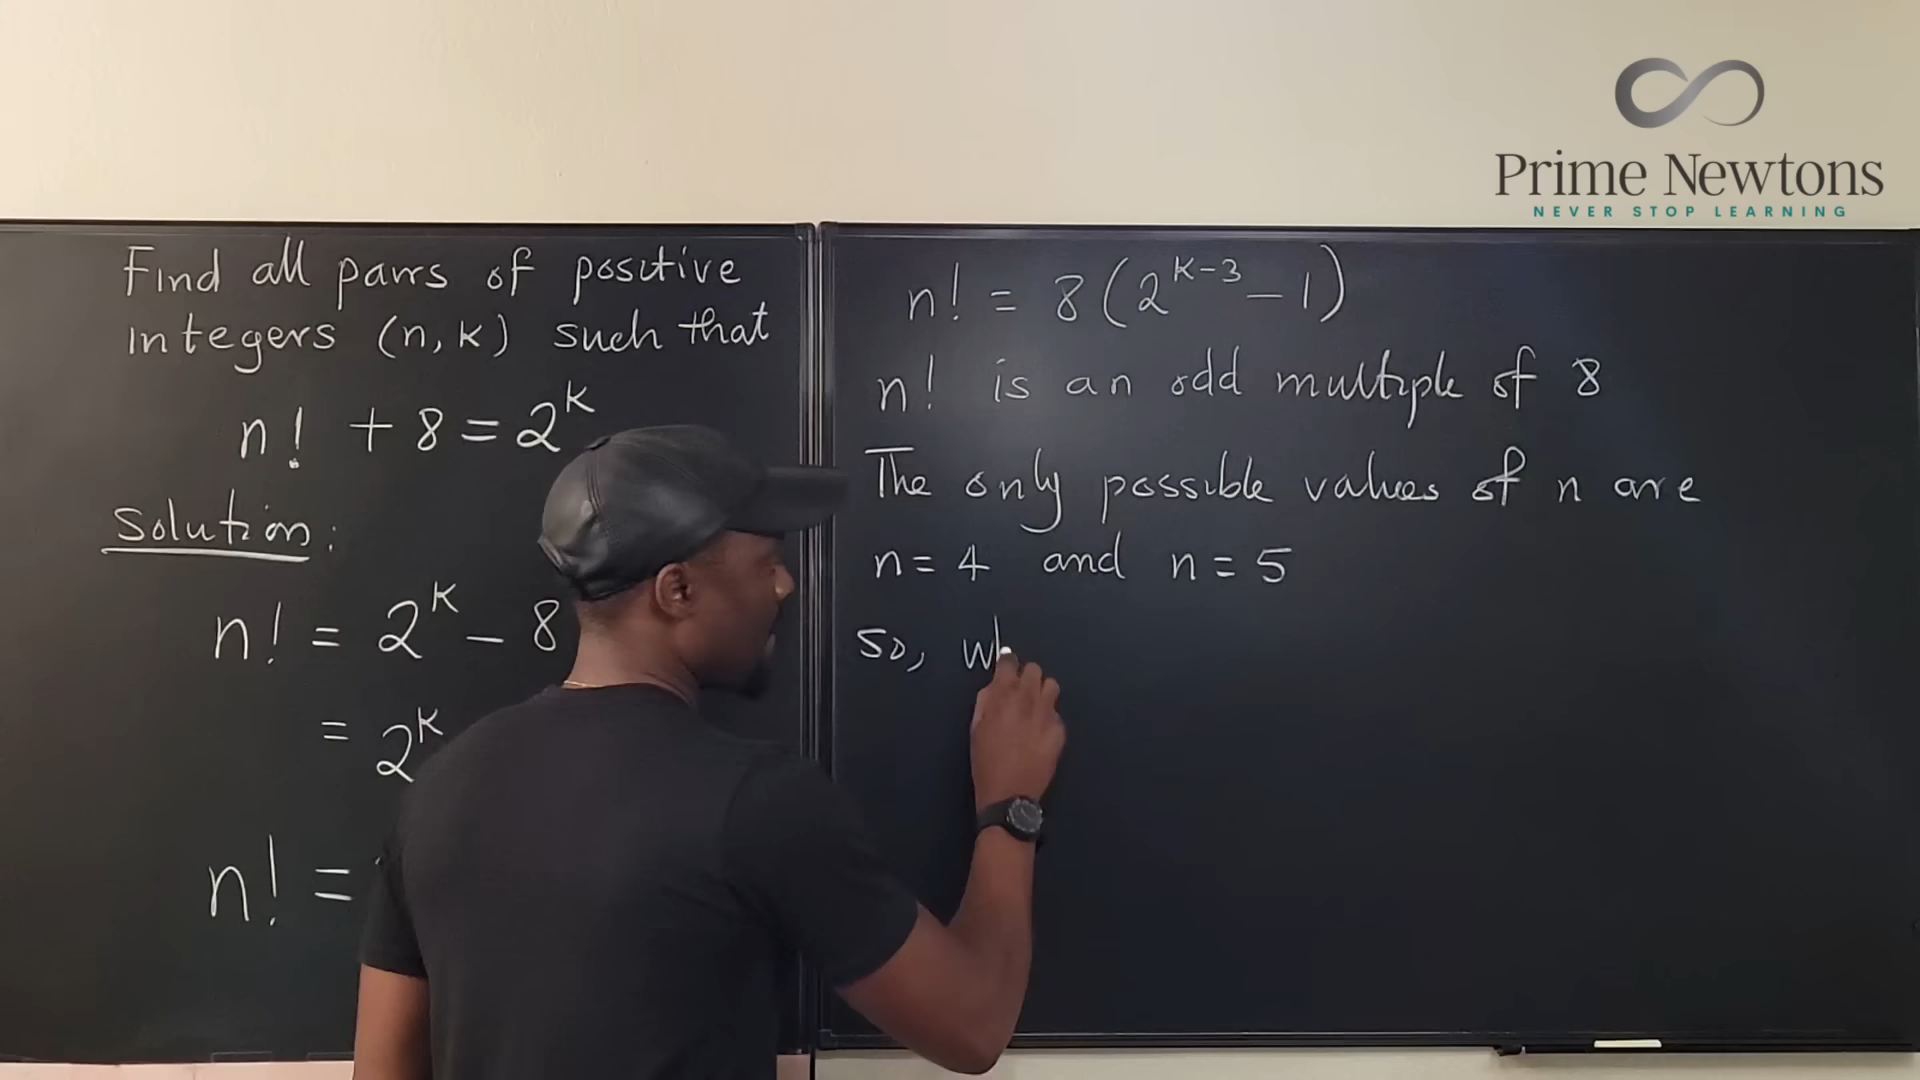 Prime Newtons
NEVER STOP LEARNING
Find all pairs of positive
integers (n, k) such that
n! + 8 = 2^k
Solution:
n! = 2^k - 8
= 2^k
n! =
n! = 8(2^{k-3} - 1)
n! is an odd multiple of 8
The only possible values of n are
n = 4 and n = 5
So, wh